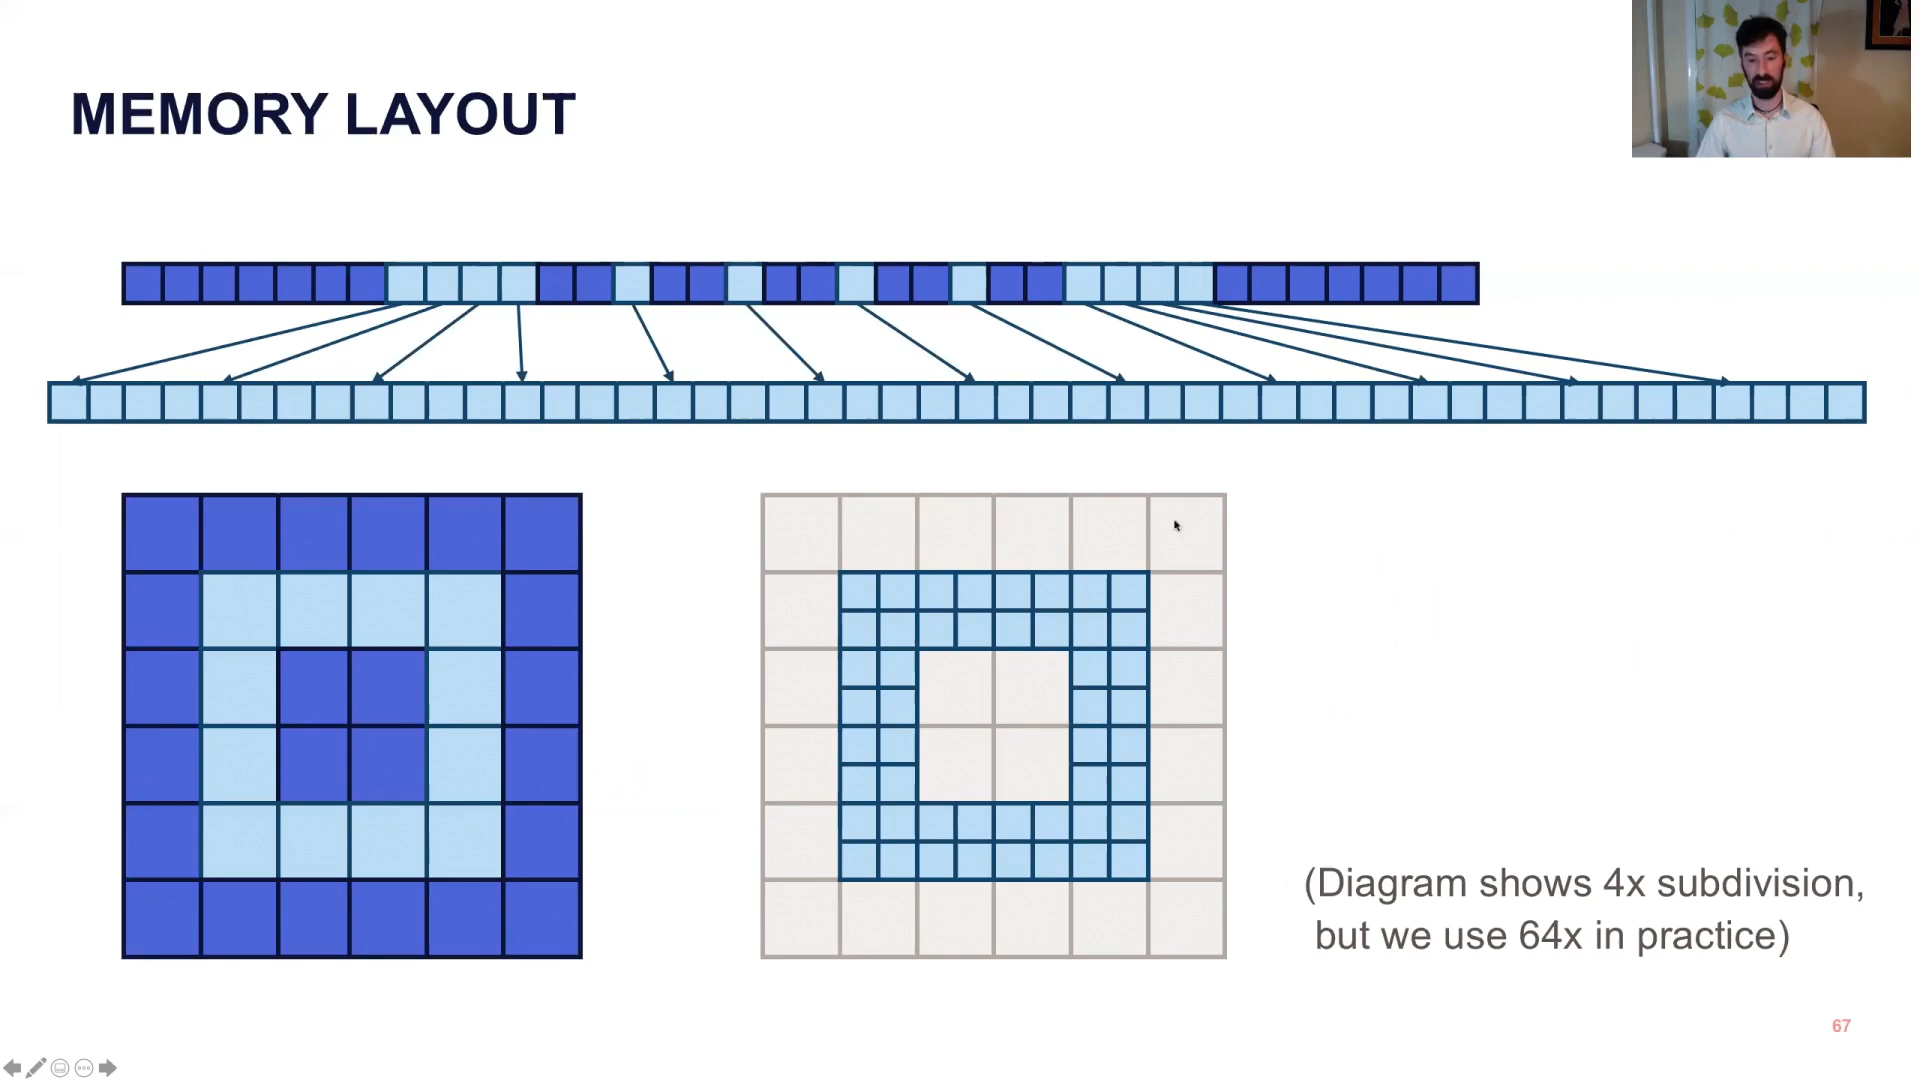 MEMORY LAYOUT
(Diagram shows 4x subdivision,
but we use 64x in practice)
67